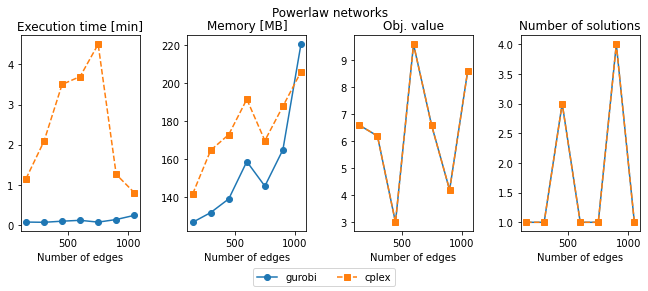 Powerlaw networks
Execution time [min]
4
3
2
1
0
500
1000
Number of edges
Memory [MB]
220
200
180
160
140
500
1000
Number of edges
Obj. value
9
8
7
6
5
4
3
500
1000
Number of edges
Number of solutions
4.0
3.5
3.0
2.5
2.0
1.5
1.0
500
1000
Number of edges
gurobi
cplex